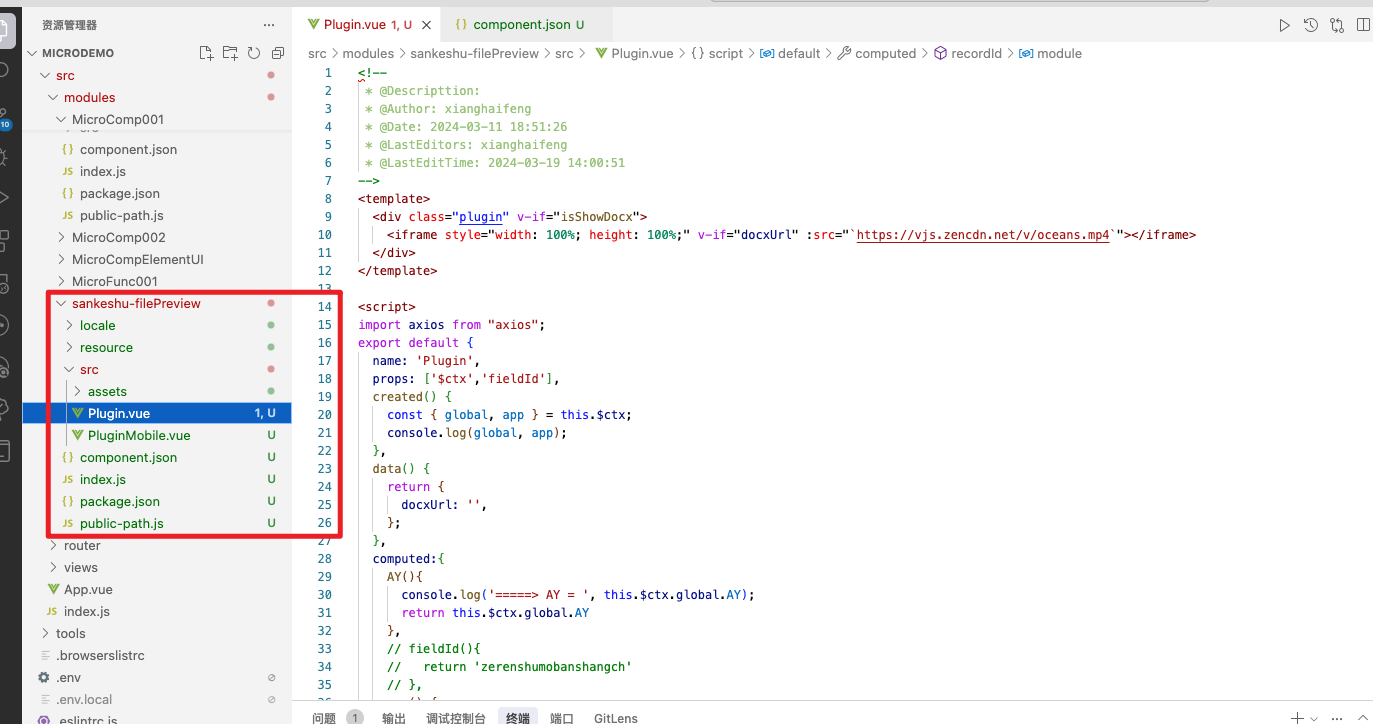 资源管理器 ···
MICRODEMO
src
modules
MicroComp001
src
{} component.json
JS index.js
{} package.json
JS public-path.js
MicroComp002
MicroCompElementUI
MicroFunc001
sankeshu-filePreview
locale
resource
src
assets
Plugin.vue 1, U
PluginMobile.vue U
{} component.json U
JS index.js U
{} package.json U
JS public-path.js U
router
views
App.vue
JS index.js
tools
.browserslistrc
.env
.env.local
.eslintrc.js
10
Plugin.vue 1, U
{} component.json U
src > modules > sankeshu-filePreview > src > Plugin.vue > {} script > default > computed > recordId > module
1 <!--
2 * @Descripttion:
3 * @Author: xianghaifeng
4 * @Date: 2024-03-11 18:51:26
5 * @LastEditors: xianghaifeng
6 * @LastEditTime: 2024-03-19 14:00:51
7 -->
8 <template>
9 <div class="plugin" v-if="isShowDocx">
10 <iframe style="width: 100%; height: 100%;" v-if="docxUrl" :src="`https://vjs.zencdn.net/v/oceans.mp4`"></iframe>
11 </div>
12 </template>
13
14 <script>
15 import axios from "axios";
16 export default {
17 name: 'Plugin',
18 props: ['$ctx','fieldId'],
19 created() {
20 const { global, app } = this.$ctx;
21 console.log(global, app);
22 },
23 data() {
24 return {
25 docxUrl: '',
26 };
27 },
28 computed:{
29 AY(){
30 console.log('=====> AY = ', this.$ctx.global.AY);
31 return this.$ctx.global.AY
32 },
33 // fieldId(){
34 // return 'zerenshumobanshangch'
35 // },
问题 1 输出 调试控制台 终端 端口 GitLens